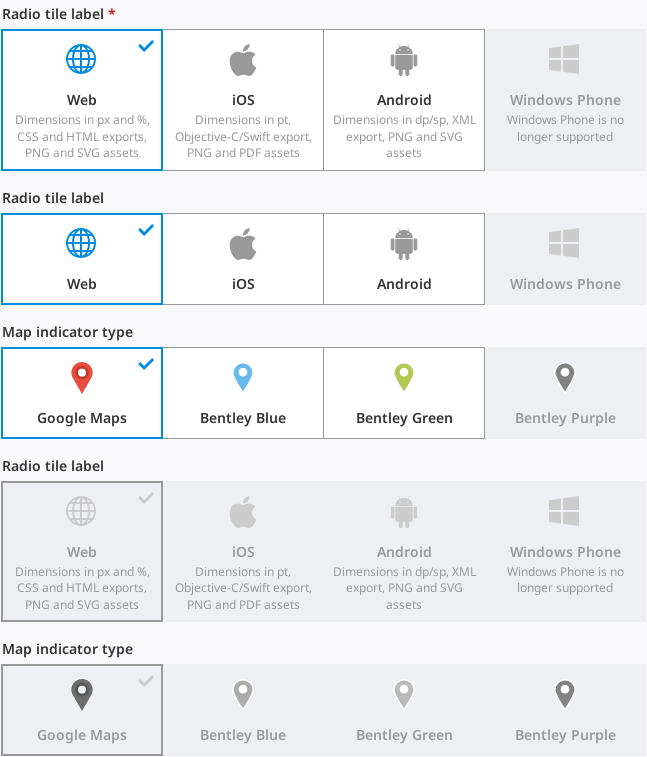 Radio tile label *
Web
Dimensions in px and %,
CSS and HTML exports,
PNG and SVG assets
iOS
Dimensions in pt,
Objective-C/Swift export,
PNG and PDF assets
Android
Dimensions in dp/sp, XML
export, PNG and SVG
assets
Windows Phone
Windows Phone is no
longer supported
Radio tile label
Web
iOS
Android
Windows Phone
Map indicator type
Google Maps
Bentley Blue
Bentley Green
Bentley Purple
Radio tile label
Web
Dimensions in px and %,
CSS and HTML exports,
PNG and SVG assets
iOS
Dimensions in pt,
Objective-C/Swift export,
PNG and PDF assets
Android
Dimensions in dp/sp, XML
export, PNG and SVG
assets
Windows Phone
Windows Phone is no
longer supported
Map indicator type
Google Maps
Bentley Blue
Bentley Green
Bentley Purple